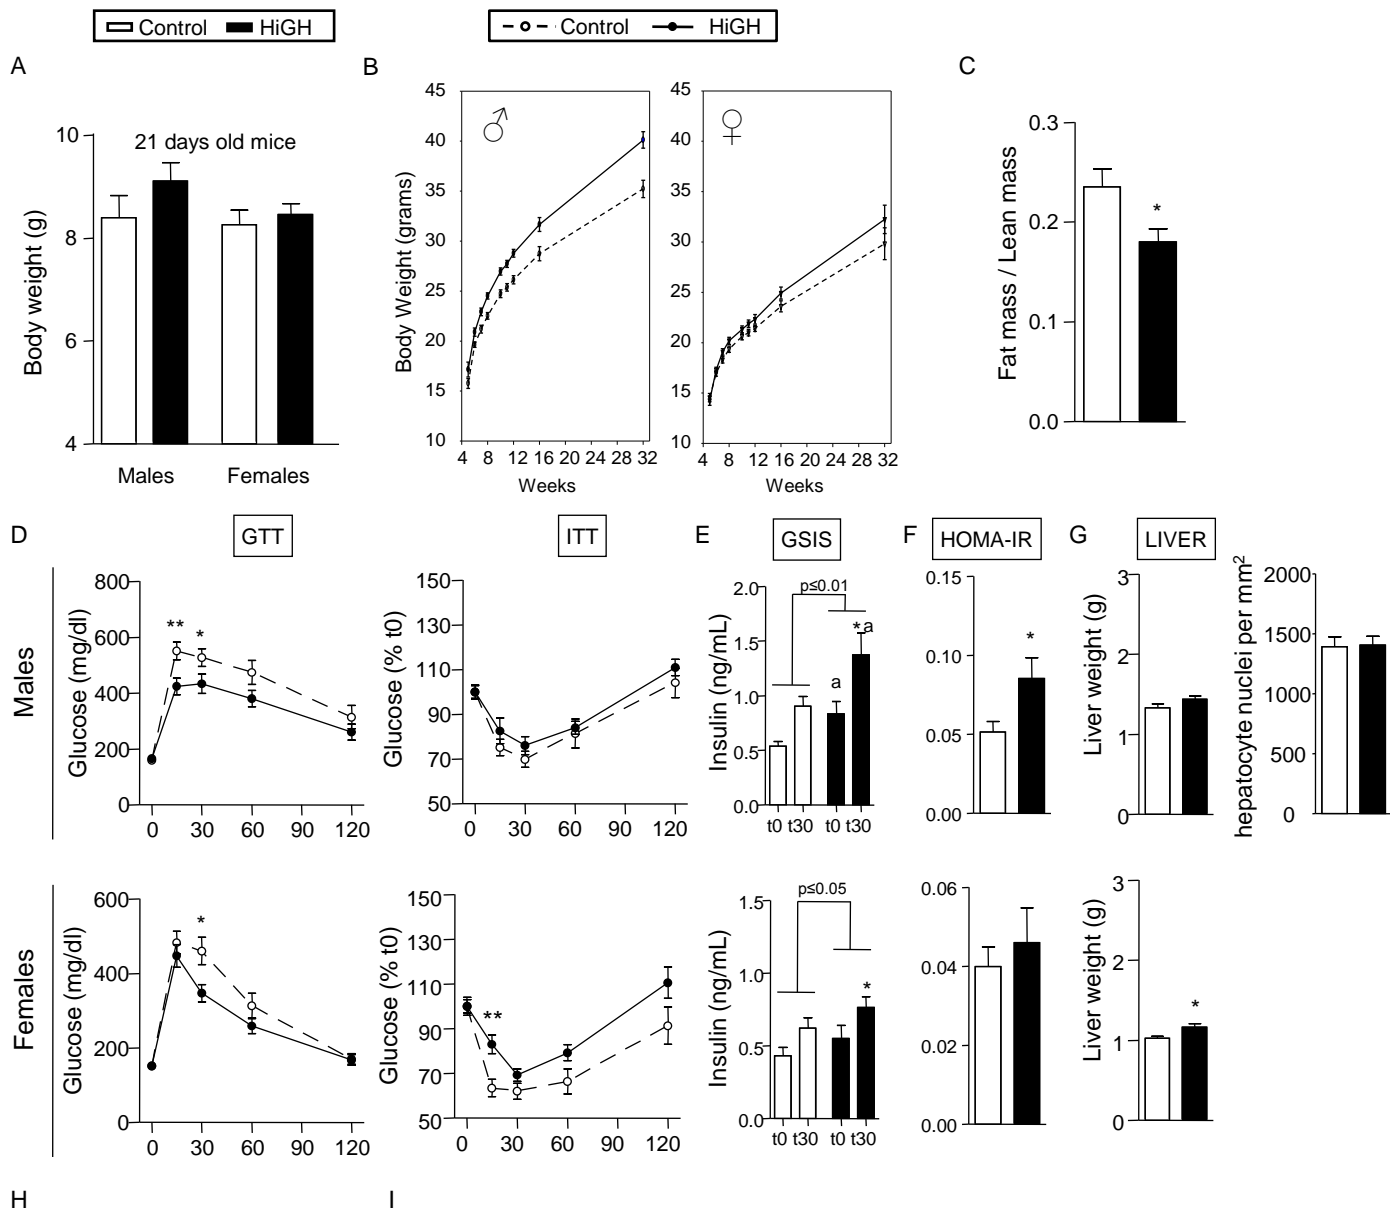 Control HiGH
Control HiGH
A
B
C
Body weight (g)
10
8
6
4
21 days old mice
Males Females
Body Weight (grams)
45
40
35
30
25
20
15
10
♂
4 8 12 16 20 24 28 32
Weeks
45
40
35
30
25
20
15
10
♀
4 8 12 16 20 24 28 32
Weeks
Fat mass / Lean mass
0.3
0.2
0.1
0.0
*
D
GTT
ITT
E
GSIS
F
HOMA-IR
G
LIVER
Males
Glucose (mg/dl)
800
600
400
200
0
** *
0 30 60 90 120
Glucose (% t0)
150
130
110
90
70
50
0 30 60 90 120
Insulin (ng/mL)
2.0
1.5
1.0
0.5
0.0
p≤0.01
* a
a
t0 t30 t0 t30
0.15
0.10
0.05
0.00
*
Liver weight (g)
3
2
1
0
hepatocyte nuclei per mm²
2000
1500
1000
500
0
Females
Glucose (mg/dl)
600
400
200
0
*
0 30 60 90 120
Glucose (% t0)
150
130
110
90
70
50
**
0 30 60 90 120
Insulin (ng/mL)
1.5
1.0
0.5
0.0
p≤0.05
*
t0 t30 t0 t30
0.06
0.04
0.02
0.00
Liver weight (g)
3
2
1
0
*
H
I